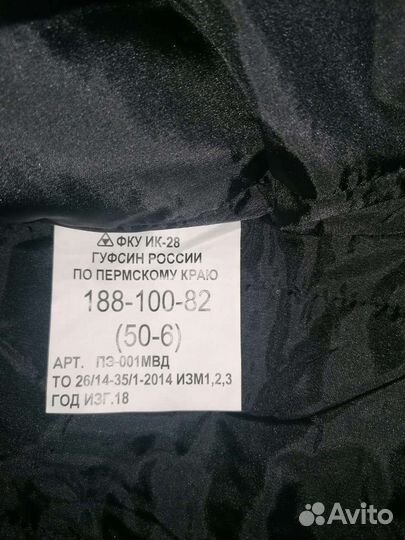 ФКУ ИК-28
ГУФСИН РОССИИ
ПО ПЕРМСКОМУ КРАЮ
188-100-82
(50-6)
АРТ. ПЭ-001МВД
ТО 26/14-35/1-2014 ИЗМ1,2,3
ГОД ИЗГ.18
Avito